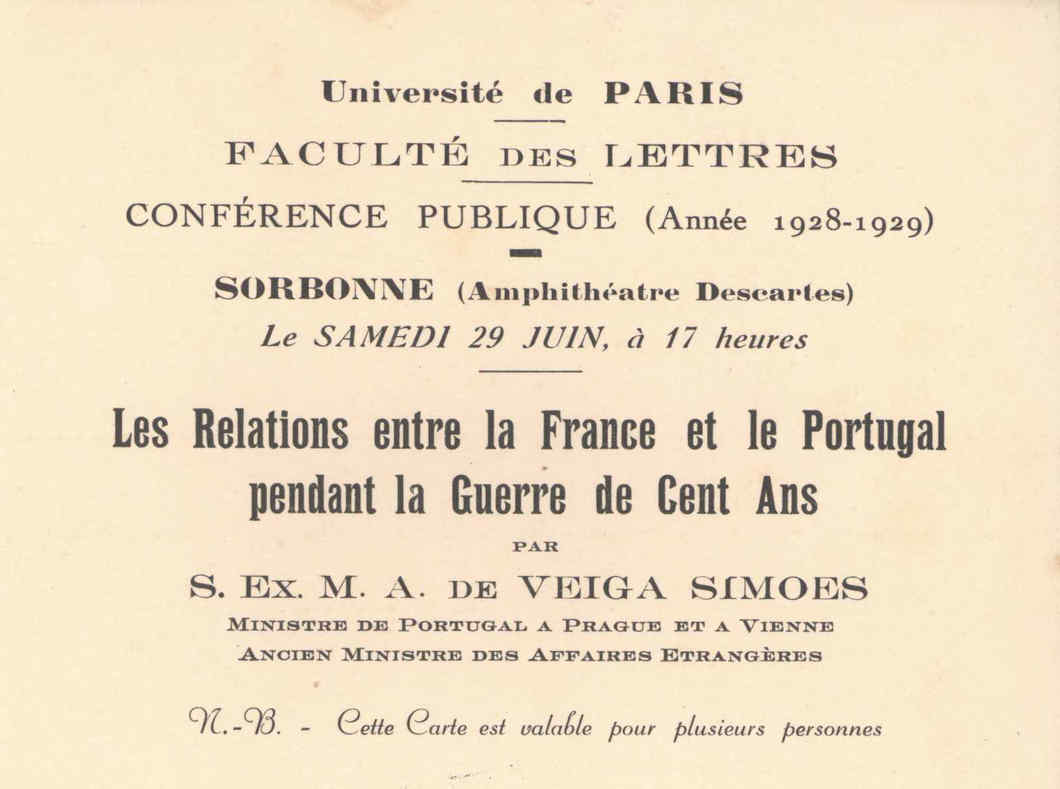 Université de PARIS
FACULTÉ DES LETTRES
CONFÉRENCE PUBLIQUE (Année 1928-1929)
SORBONNE (Amphithéatre Descartes)
Le SAMEDI 29 JUIN, à 17 heures
Les Relations entre la France et le Portugal
pendant la Guerre de Cent Ans
PAR
S. EX. M. A. DE VEIGA SIMOES
MINISTRE DE PORTUGAL A PRAGUE ET A VIENNE
ANCIEN MINISTRE DES AFFAIRES ETRANGÈRES
N.-B. - Cette Carte est valable pour plusieurs personnes